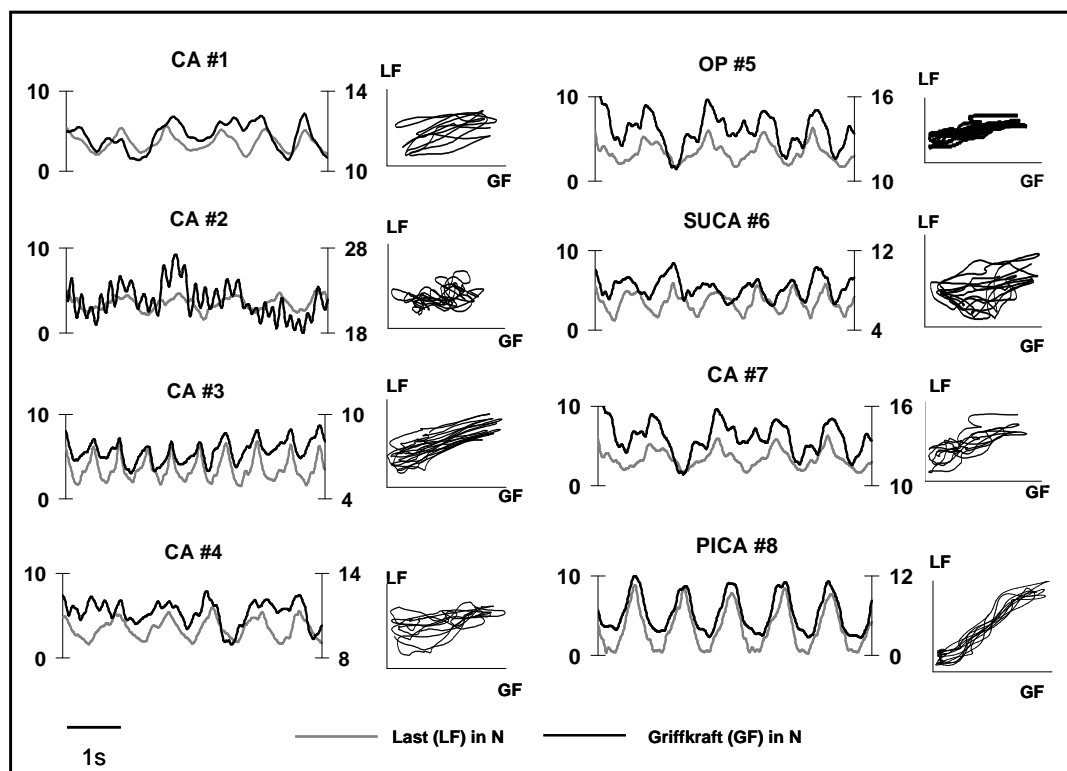 CA #1
10
0
14
10
LF
GF
CA #2
10
0
28
18
LF
GF
CA #3
10
0
10
4
LF
GF
CA #4
10
0
14
8
LF
GF
OP #5
10
0
16
10
LF
GF
SUCA #6
10
0
12
4
LF
GF
CA #7
10
0
16
10
LF
GF
PICA #8
10
0
12
0
LF
GF
1s
Last (LF) in N
Griffkraft (GF) in N